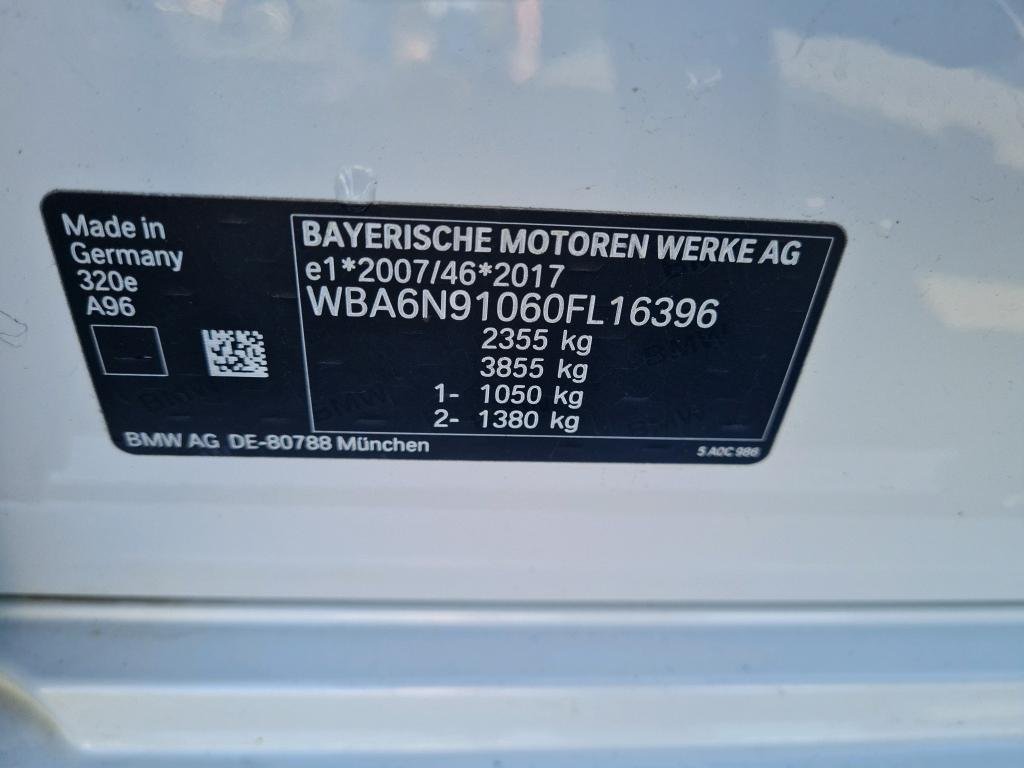 Made in
Germany
320e
A96
BAYERISCHE MOTOREN WERKE AG
e1*2007/46*2017
WBA6N91060FL16396
2355 kg
3855 kg
1- 1050 kg
2- 1380 kg
BMW AG DE-80788 München
5 A0C 986